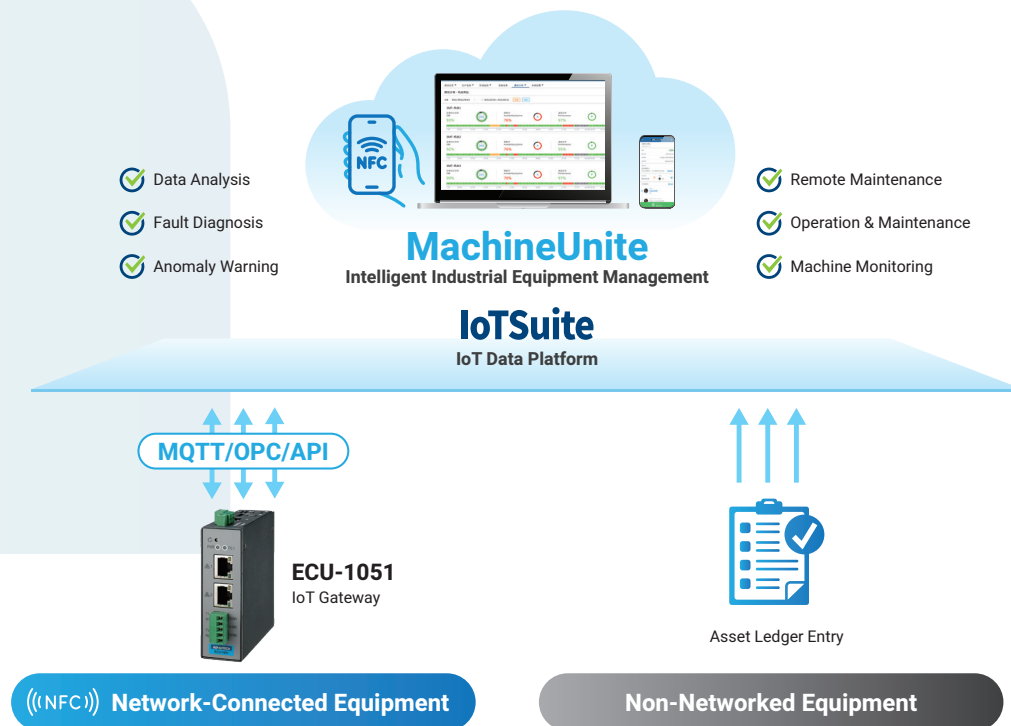 NFC
Data Analysis
Fault Diagnosis
Anomaly Warning
Remote Maintenance
Operation & Maintenance
Machine Monitoring
MachineUnite
Intelligent Industrial Equipment Management
IoTSuite
IoT Data Platform
MQTT/OPC/API
ECU-1051
IoT Gateway
Asset Ledger Entry
((( NFC ))) Network-Connected Equipment
Non-Networked Equipment